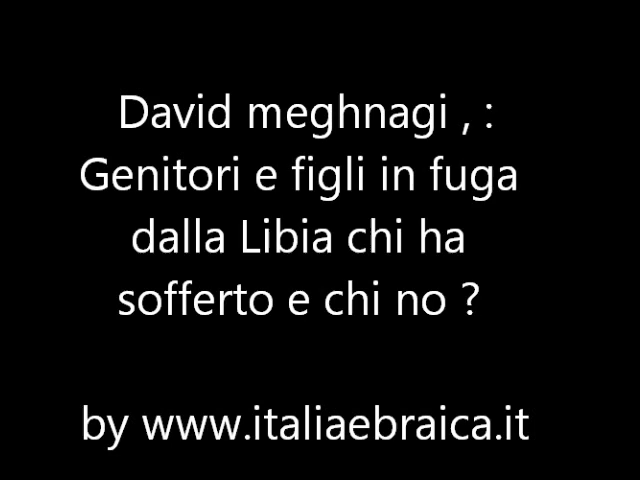 David meghnagi , :
Genitori e figli in fuga
dalla Libia chi ha
sofferto e chi no ?
by www.italiaebraica.it